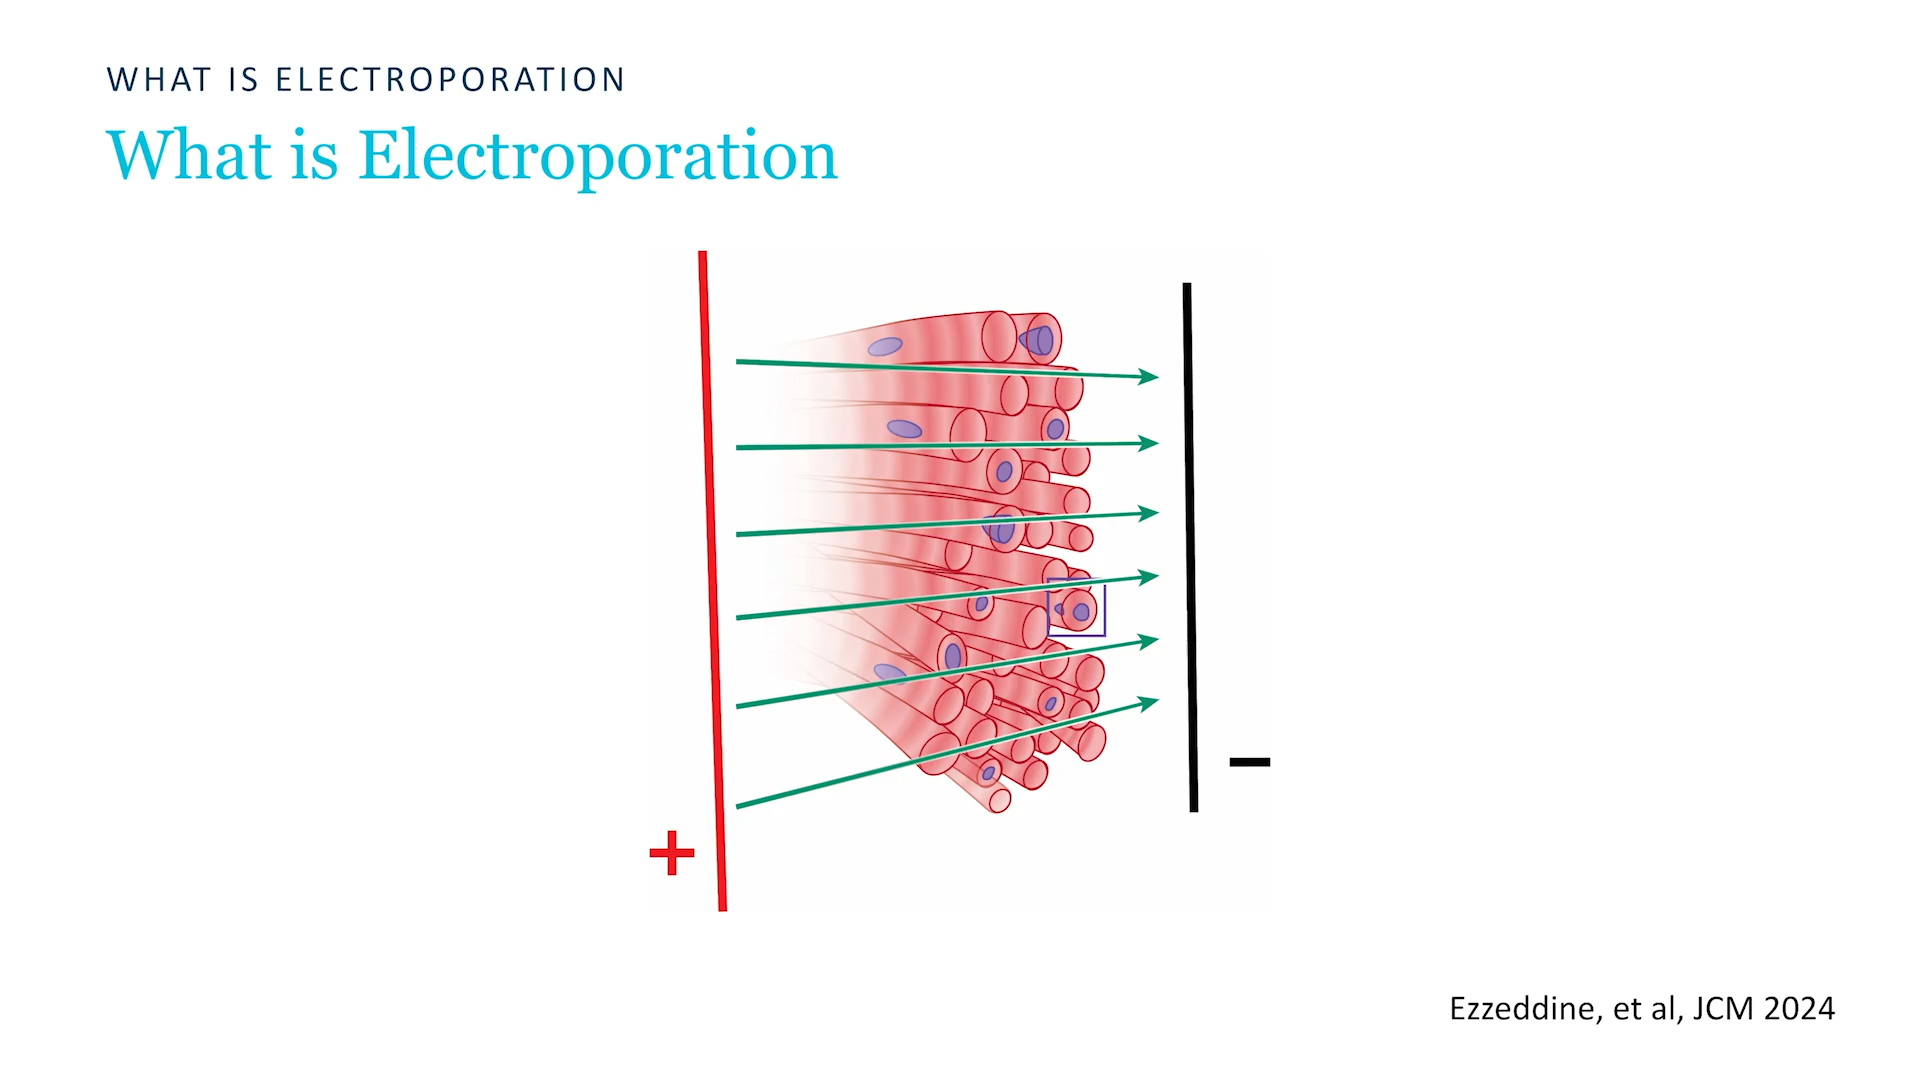 WHAT IS ELECTROPORATION
What is Electroporation
+
−
Ezzeddine, et al, JCM 2024